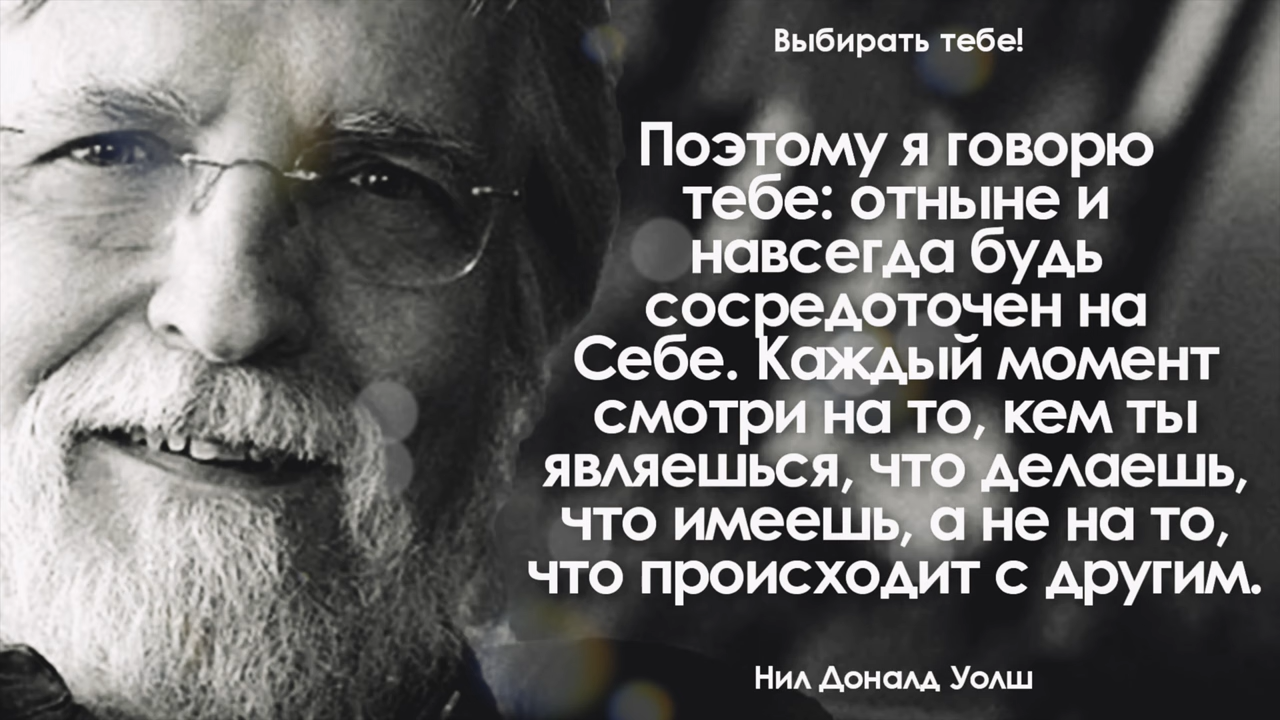 Выбирать тебе!
Поэтому я говорю
тебе: отныне и
навсегда будь
сосредоточен на
Себе. Каждый момент
смотри на то, кем ты
являешься, что делаешь,
что имеешь, а не на то,
что происходит с другим.
Нил Доналд Уолш